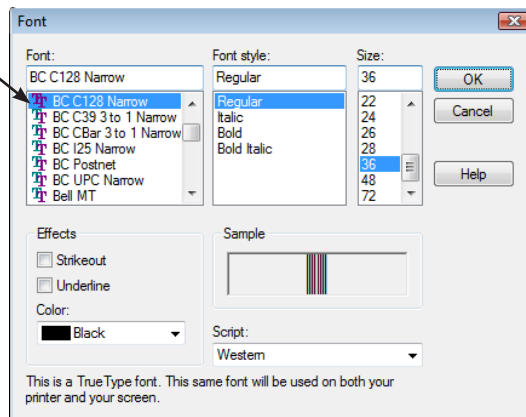 Font
Font:
Font style:
Size:
BC C128 Narrow
Regular
36
OK
BC C128 Narrow
BC C39 3 to 1 Narrow
BC CBar 3 to 1 Narrow
BC I25 Narrow
BC Postnet
BC UPC Narrow
Bell MT
Regular
Italic
Bold
Bold Italic
22
24
26
28
36
48
72
Cancel
Help
Effects
Strikeout
Underline
Color:
Black
Sample
Script:
Western
This is a TrueType font. This same font will be used on both your
printer and your screen.